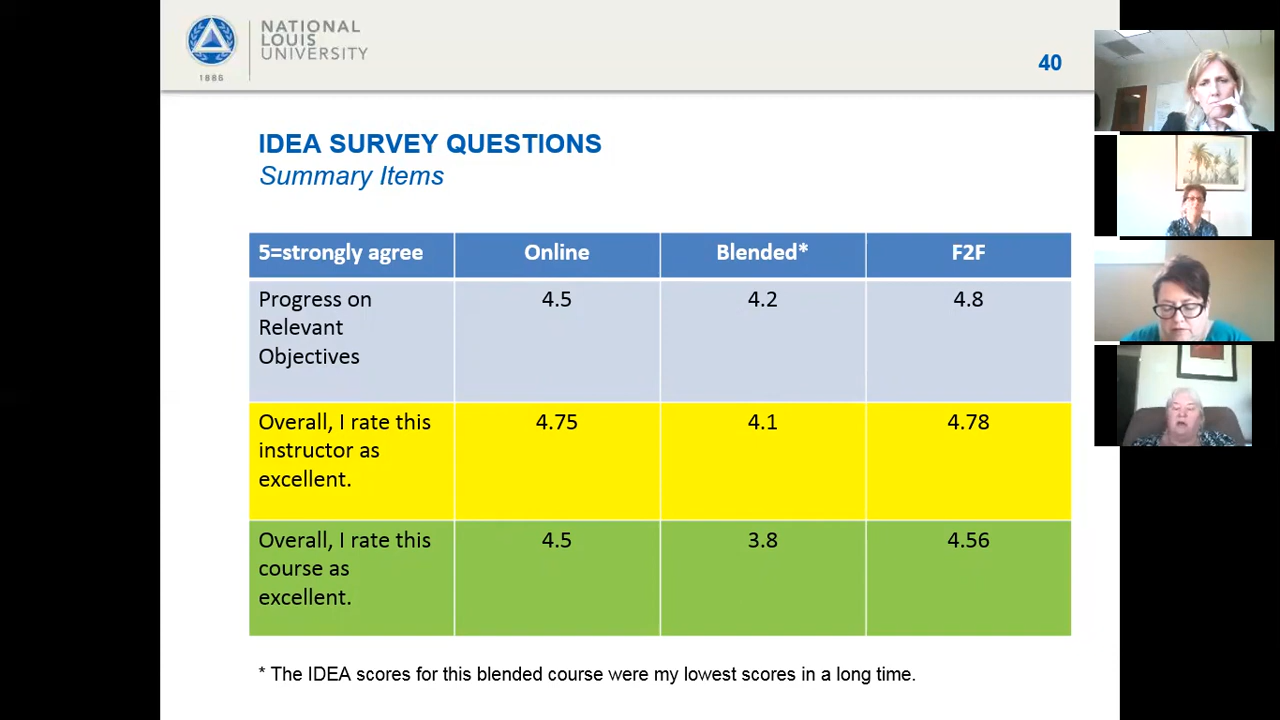 NATIONAL
LOUIS
UNIVERSITY
1886
40
IDEA SURVEY QUESTIONS
Summary Items
5=strongly agree Online Blended* F2F
Progress on 4.5 4.2 4.8
Relevant
Objectives
Overall, I rate this 4.75 4.1 4.78
instructor as
excellent.
Overall, I rate this 4.5 3.8 4.56
course as
excellent.
* The IDEA scores for this blended course were my lowest scores in a long time.